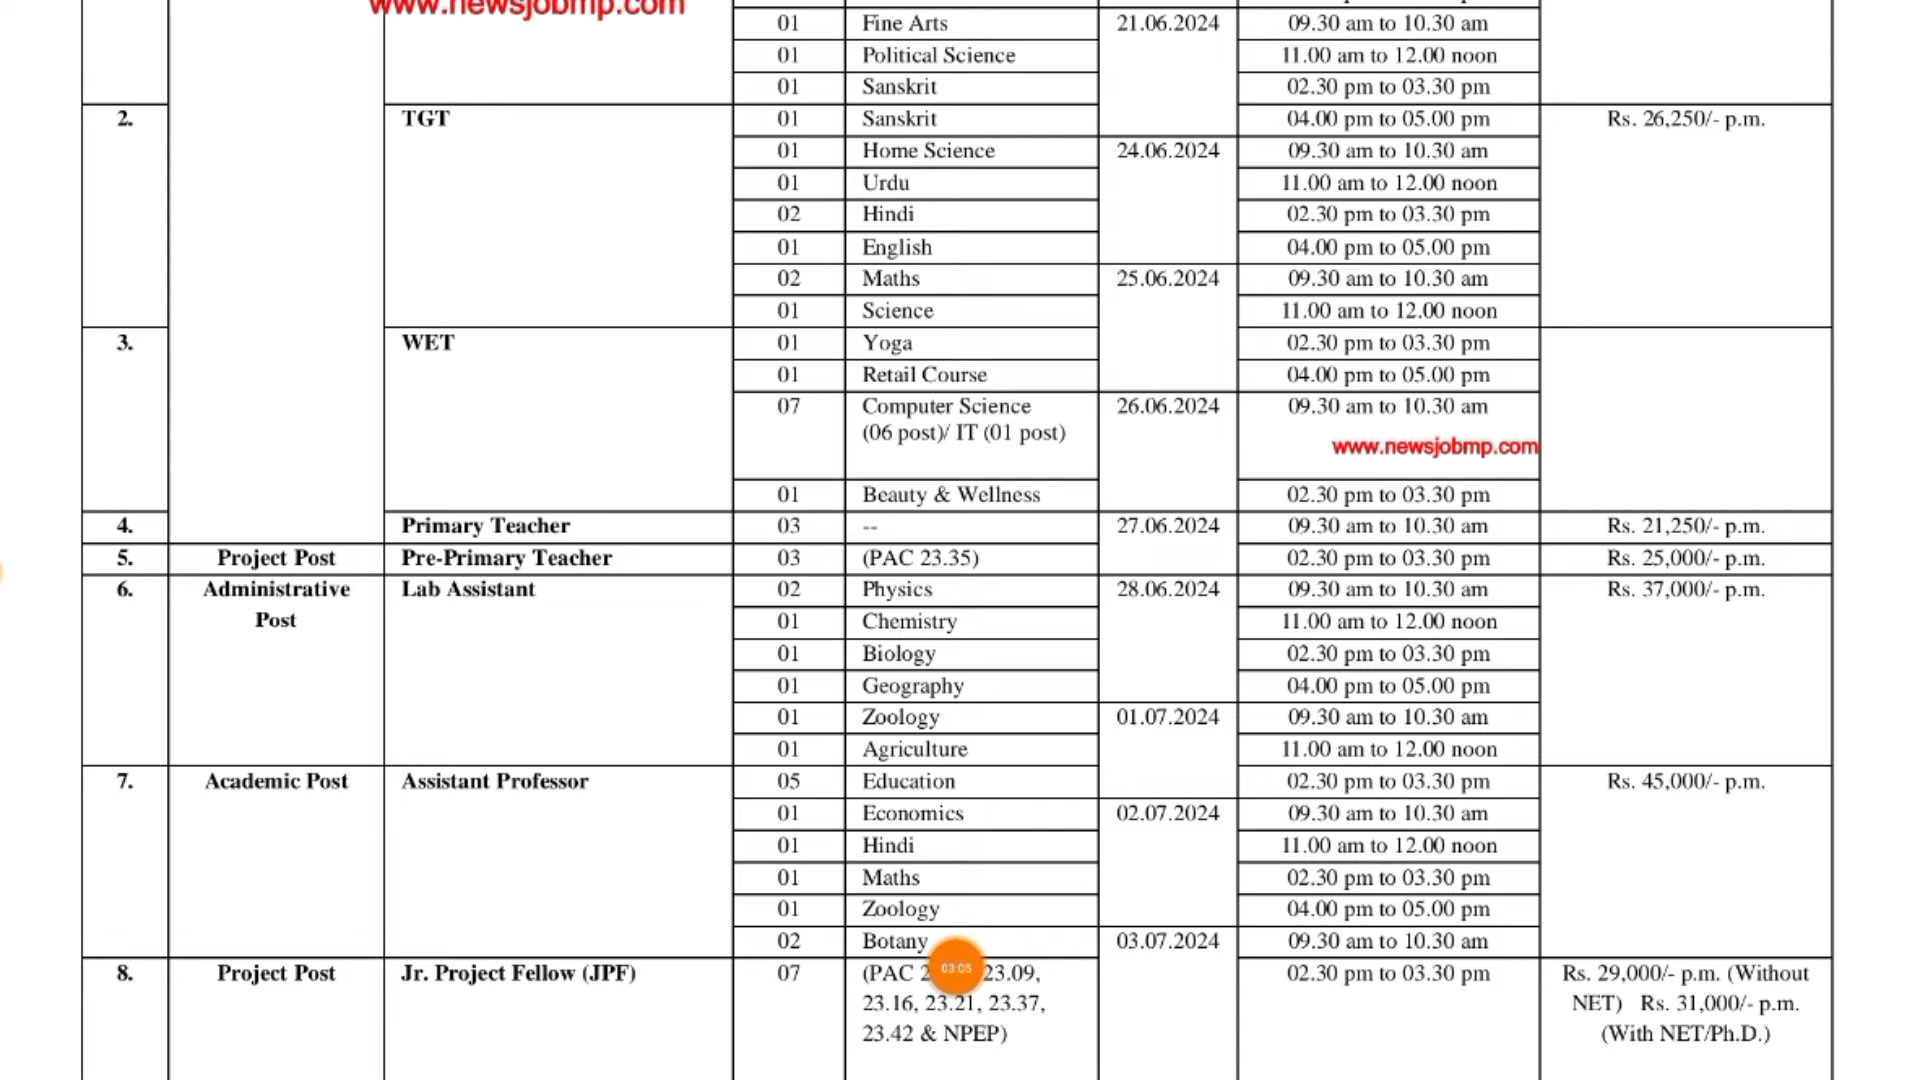 www.newsjobmp.com
01 Fine Arts 21.06.2024 09.30 am to 10.30 am
01 Political Science 11.00 am to 12.00 noon
01 Sanskrit 02.30 pm to 03.30 pm
2. TGT 01 Sanskrit 04.00 pm to 05.00 pm Rs. 26,250/- p.m.
01 Home Science 24.06.2024 09.30 am to 10.30 am
01 Urdu 11.00 am to 12.00 noon
02 Hindi 02.30 pm to 03.30 pm
01 English 04.00 pm to 05.00 pm
02 Maths 25.06.2024 09.30 am to 10.30 am
01 Science 11.00 am to 12.00 noon
3. WET 01 Yoga 02.30 pm to 03.30 pm
01 Retail Course 04.00 pm to 05.00 pm
07 Computer Science 26.06.2024 09.30 am to 10.30 am
(06 post)/ IT (01 post)
www.newsjobmp.com
01 Beauty & Wellness 02.30 pm to 03.30 pm
4. Primary Teacher 03 -- 27.06.2024 09.30 am to 10.30 am Rs. 21,250/- p.m.
5. Project Post Pre-Primary Teacher 03 (PAC 23.35) 02.30 pm to 03.30 pm Rs. 25,000/- p.m.
6. Administrative Lab Assistant 02 Physics 28.06.2024 09.30 am to 10.30 am Rs. 37,000/- p.m.
Post 01 Chemistry 11.00 am to 12.00 noon
01 Biology 02.30 pm to 03.30 pm
01 Geography 04.00 pm to 05.00 pm
01 Zoology 01.07.2024 09.30 am to 10.30 am
01 Agriculture 11.00 am to 12.00 noon
7. Academic Post Assistant Professor 05 Education 02.30 pm to 03.30 pm Rs. 45,000/- p.m.
01 Economics 02.07.2024 09.30 am to 10.30 am
01 Hindi 11.00 am to 12.00 noon
01 Maths 02.30 pm to 03.30 pm
01 Zoology 04.00 pm to 05.00 pm
02 Botany 03.07.2024 09.30 am to 10.30 am
03:05
8. Project Post Jr. Project Fellow (JPF) 07 (PAC 23.09, 02.30 pm to 03.30 pm Rs. 29,000/- p.m. (Without
23.16, 23.21, 23.37, NET) Rs. 31,000/- p.m.
23.42 & NPEP) (With NET/Ph.D.)